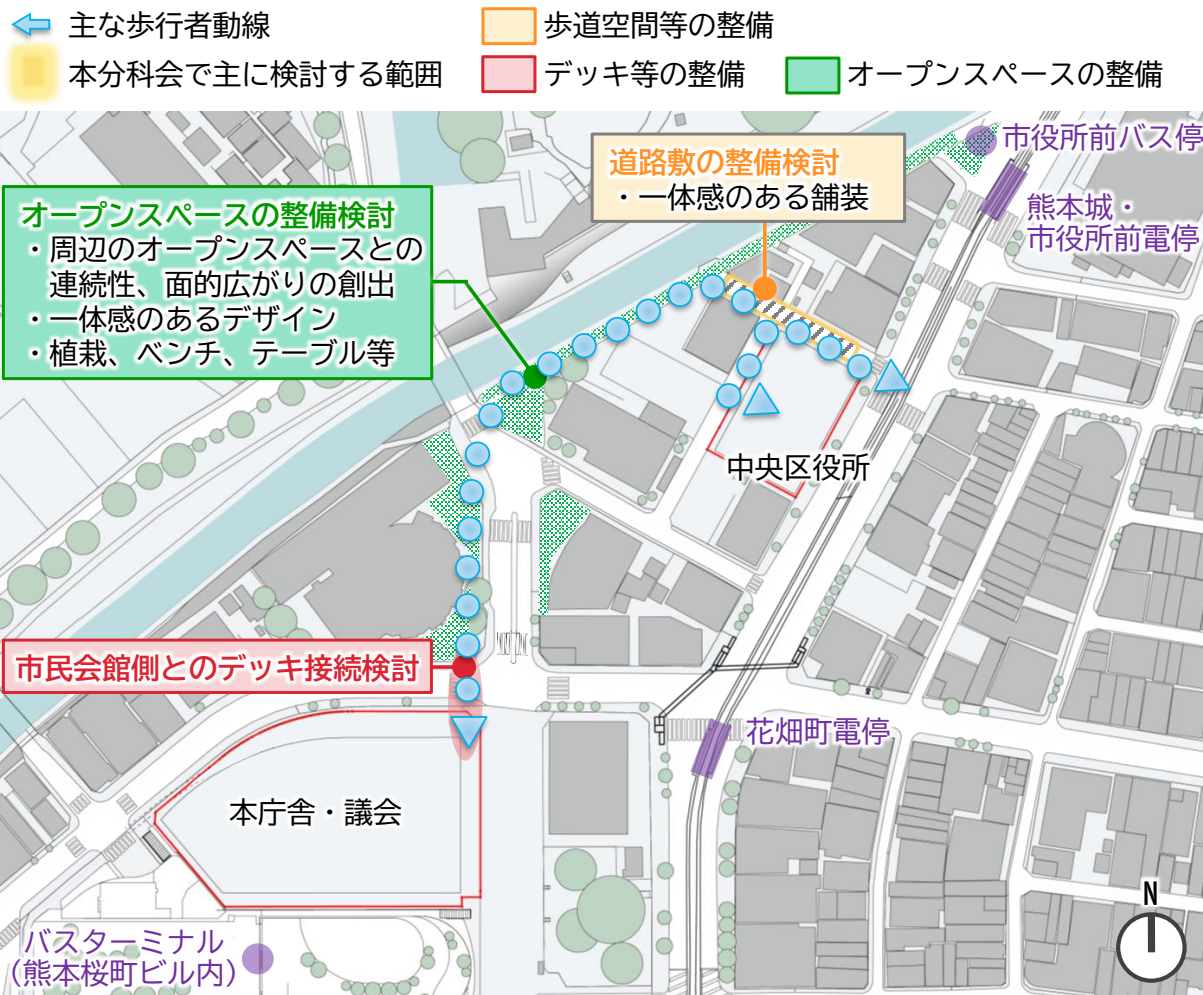 主な歩行者動線
歩道空間等の整備
本分科会で主に検討する範囲
デッキ等の整備
オープンスペースの整備
市役所前バス停
道路敷の整備検討
・一体感のある舗装
熊本城・
市役所前電停
オープンスペースの整備検討
・周辺のオープンスペースとの
連続性、面的広がりの創出
・一体感のあるデザイン
・植栽、ベンチ、テーブル等
中央区役所
市民会館側とのデッキ接続検討
花畑町電停
本庁舎・議会
N
バスターミナル
(熊本桜町ビル内)